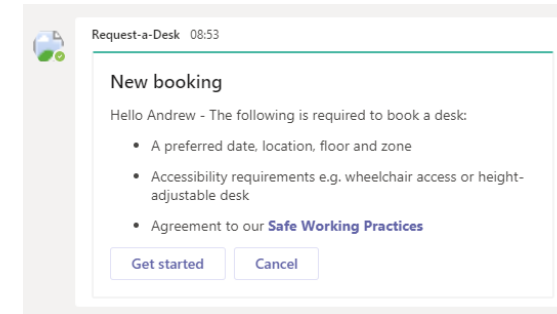 Request-a-Desk 08:53
New booking
Hello Andrew - The following is required to book a desk:
• A preferred date, location, floor and zone
• Accessibility requirements e.g. wheelchair access or height-
adjustable desk
• Agreement to our Safe Working Practices
Get started Cancel